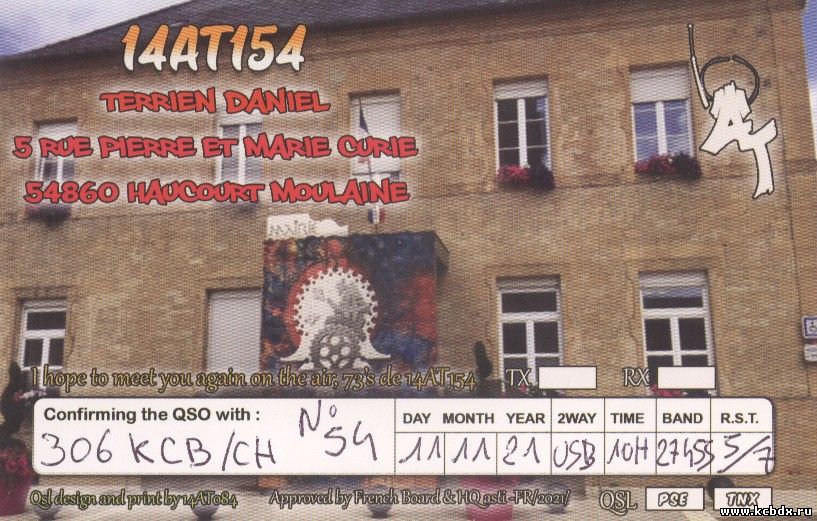 14AT154
TERRIEN DANIEL
5 RUE PIERRE ET MARIE CURIE
54860 HAUCOURT MOULAINE
AT
MAIRIE
I hope to meet you again on the air, 73's de 14AT154 TX RX
Confirming the QSO with : N° 54 DAY MONTH YEAR 2WAY TIME BAND R.S.T.
306 KCB/CH 11 11 21 USB 10H 27455 5/7
Qsl design and print by 14AT084 Approved by French Board & HQ asti -FR/2021/ QSL PSE TNX
www.kcbdx.ru